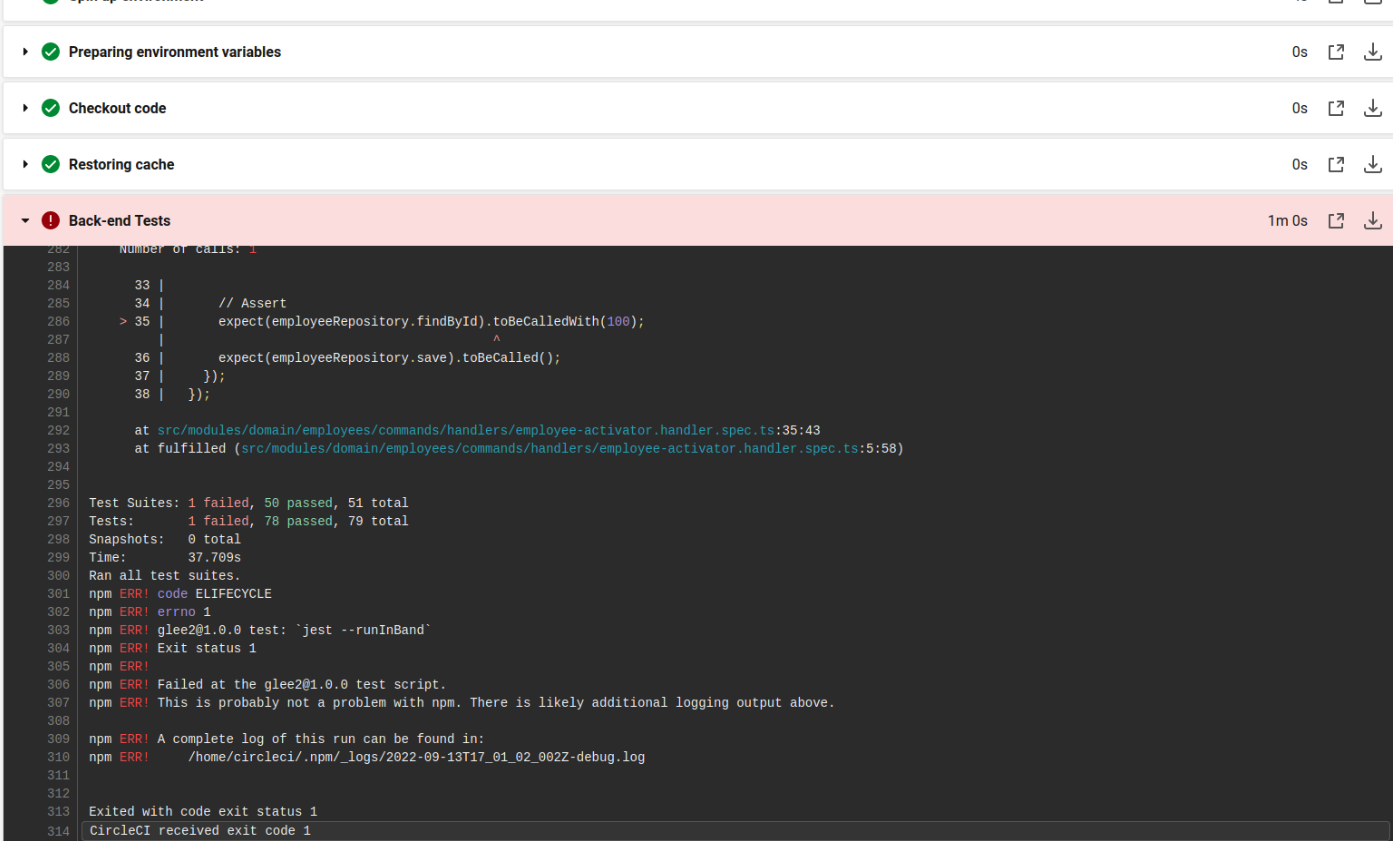 Spin up environment
Preparing environment variables 0s
Checkout code 0s
Restoring cache 0s
Back-end Tests 1m 0s
282 Number of calls: 1
283
284 33 |
285 34 | // Assert
286 > 35 | expect(employeeRepository.findById).toBeCalledWith(100);
287 | ^
288 36 | expect(employeeRepository.save).toBeCalled();
289 37 | });
290 38 | });
291
292 at src/modules/domain/employees/commands/handlers/employee-activator.handler.spec.ts:35:43
293 at fulfilled (src/modules/domain/employees/commands/handlers/employee-activator.handler.spec.ts:5:58)
294
295
296 Test Suites: 1 failed, 50 passed, 51 total
297 Tests: 1 failed, 78 passed, 79 total
298 Snapshots: 0 total
299 Time: 37.709s
300 Ran all test suites.
301 npm ERR! code ELIFECYCLE
302 npm ERR! errno 1
303 npm ERR! glee2@1.0.0 test: `jest --runInBand`
304 npm ERR! Exit status 1
305 npm ERR!
306 npm ERR! Failed at the glee2@1.0.0 test script.
307 npm ERR! This is probably not a problem with npm. There is likely additional logging output above.
308
309 npm ERR! A complete log of this run can be found in:
310 npm ERR! /home/circleci/.npm/_logs/2022-09-13T17_01_02_002Z-debug.log
311
312
313 Exited with code exit status 1
314 CircleCI received exit code 1